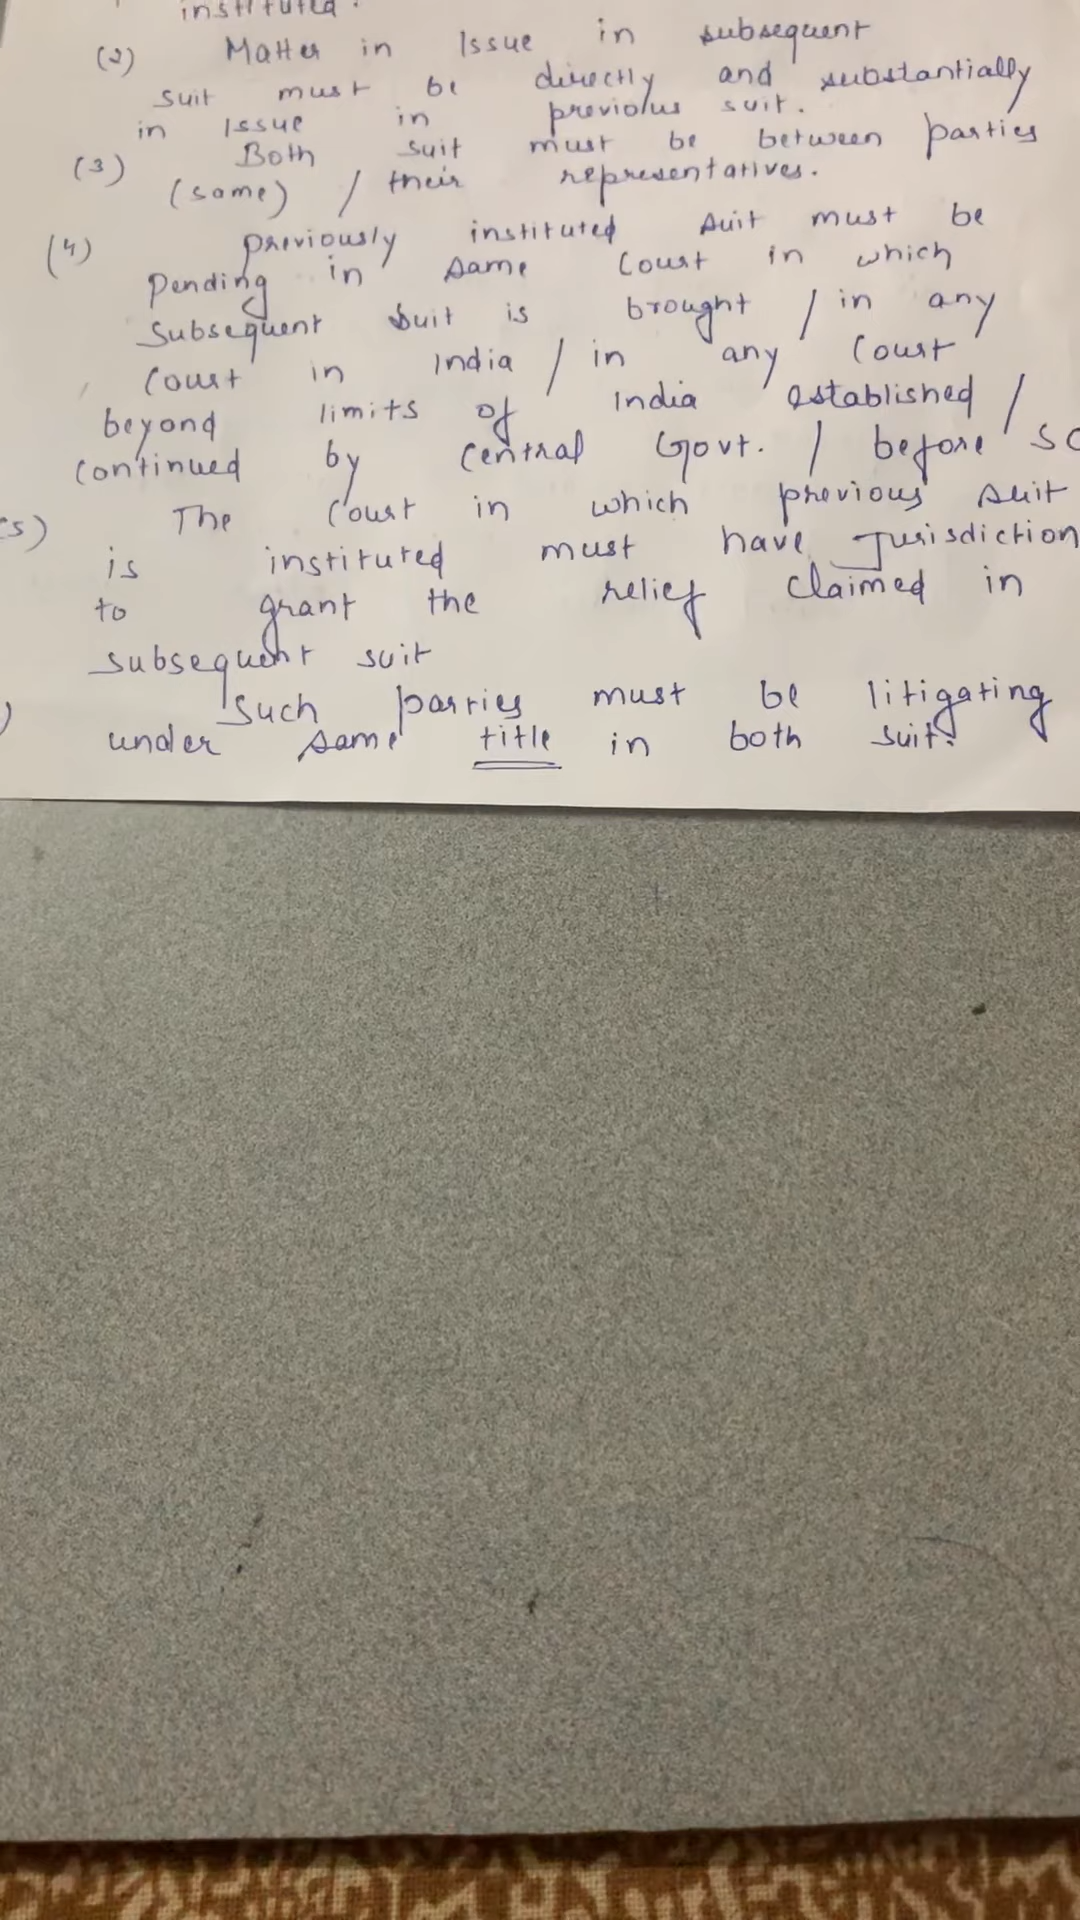 instituted.
(2) Matter in Issue in subsequent
suit must be directly and substantially
in Issue in previous suit.
(3) Both suit must be between parties
(same) / their representatives.
(4) previously instituted suit must be
pending in same Court in which
subsequent suit is brought / in any
Court in India / in any Court
beyond limits of India established /
continued by Central Govt. / before SC
(5) The Court in which previous suit
is instituted must have Jurisdiction
to grant the relief claimed in
subsequent suit
) Such parties must be litigating
under same title in both suit.